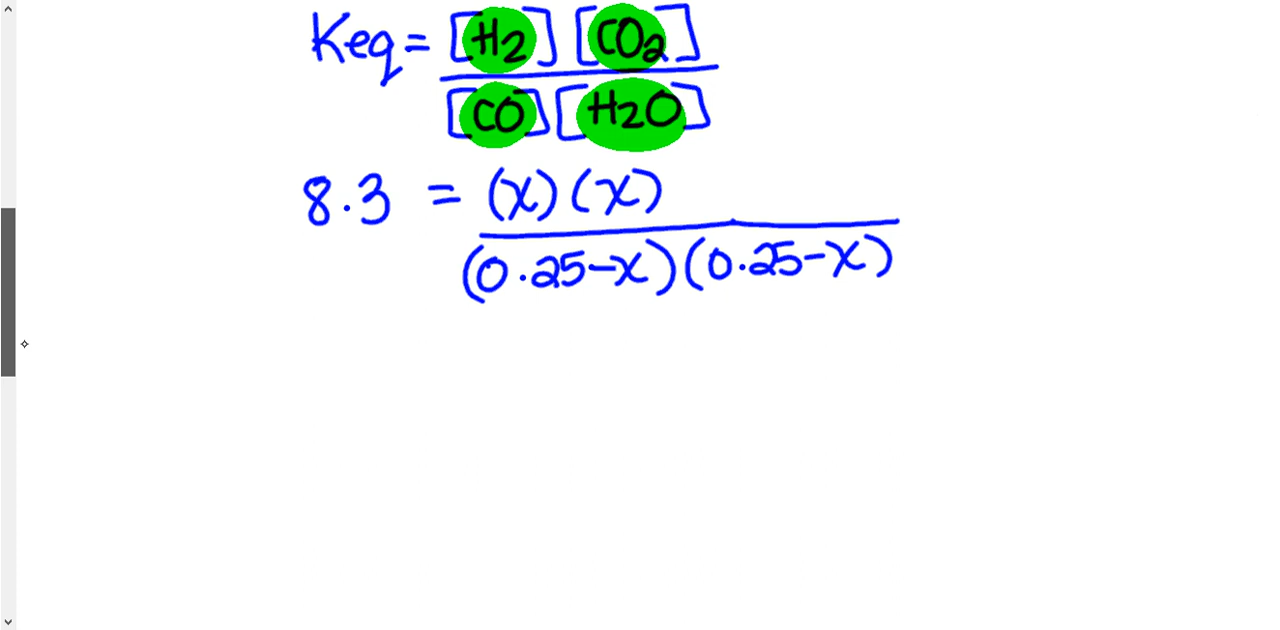 Keq = [H2] [CO2]
[CO] [H2O]
8.3 = (x) (x)
(0.25-x) (0.25-x)